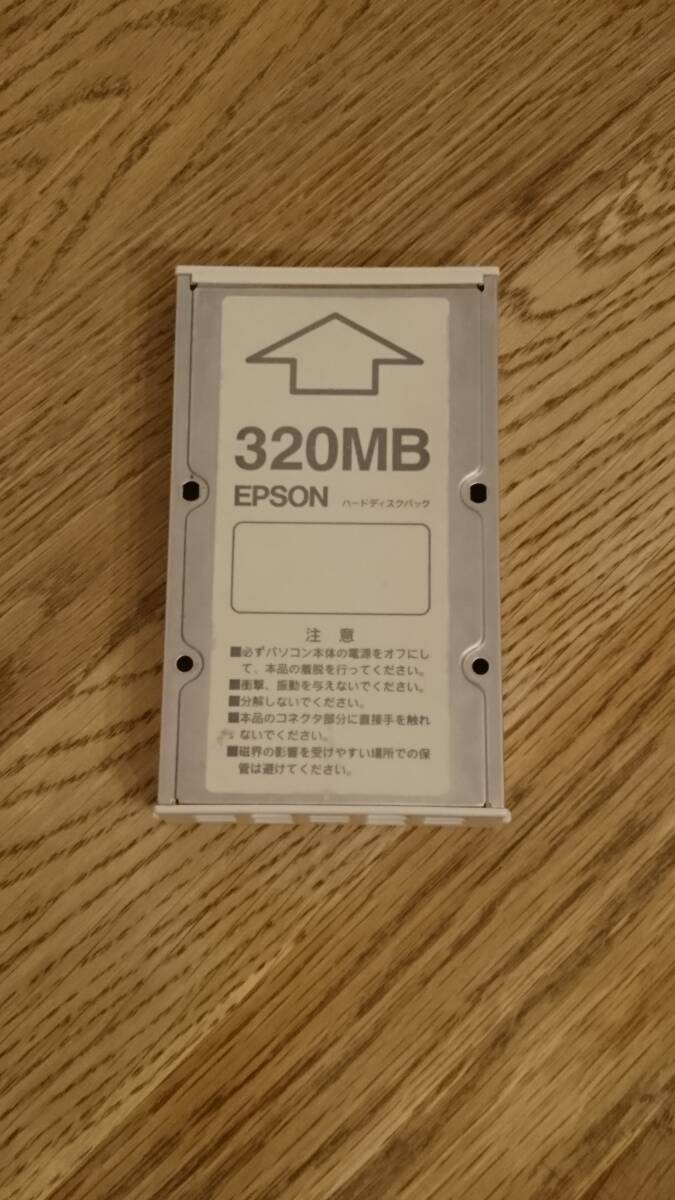 320MB
EPSON ハードディスクパック
注 意
■必ずパソコン本体の電源をオフにし
て、本品の着脱を行ってください。
■衝撃、振動を与えないでください。
■分解しないでください。
■本品のコネクタ部分に直接手を触れ
ないでください。
■磁界の影響を受けやすい場所での保
管は避けてください。